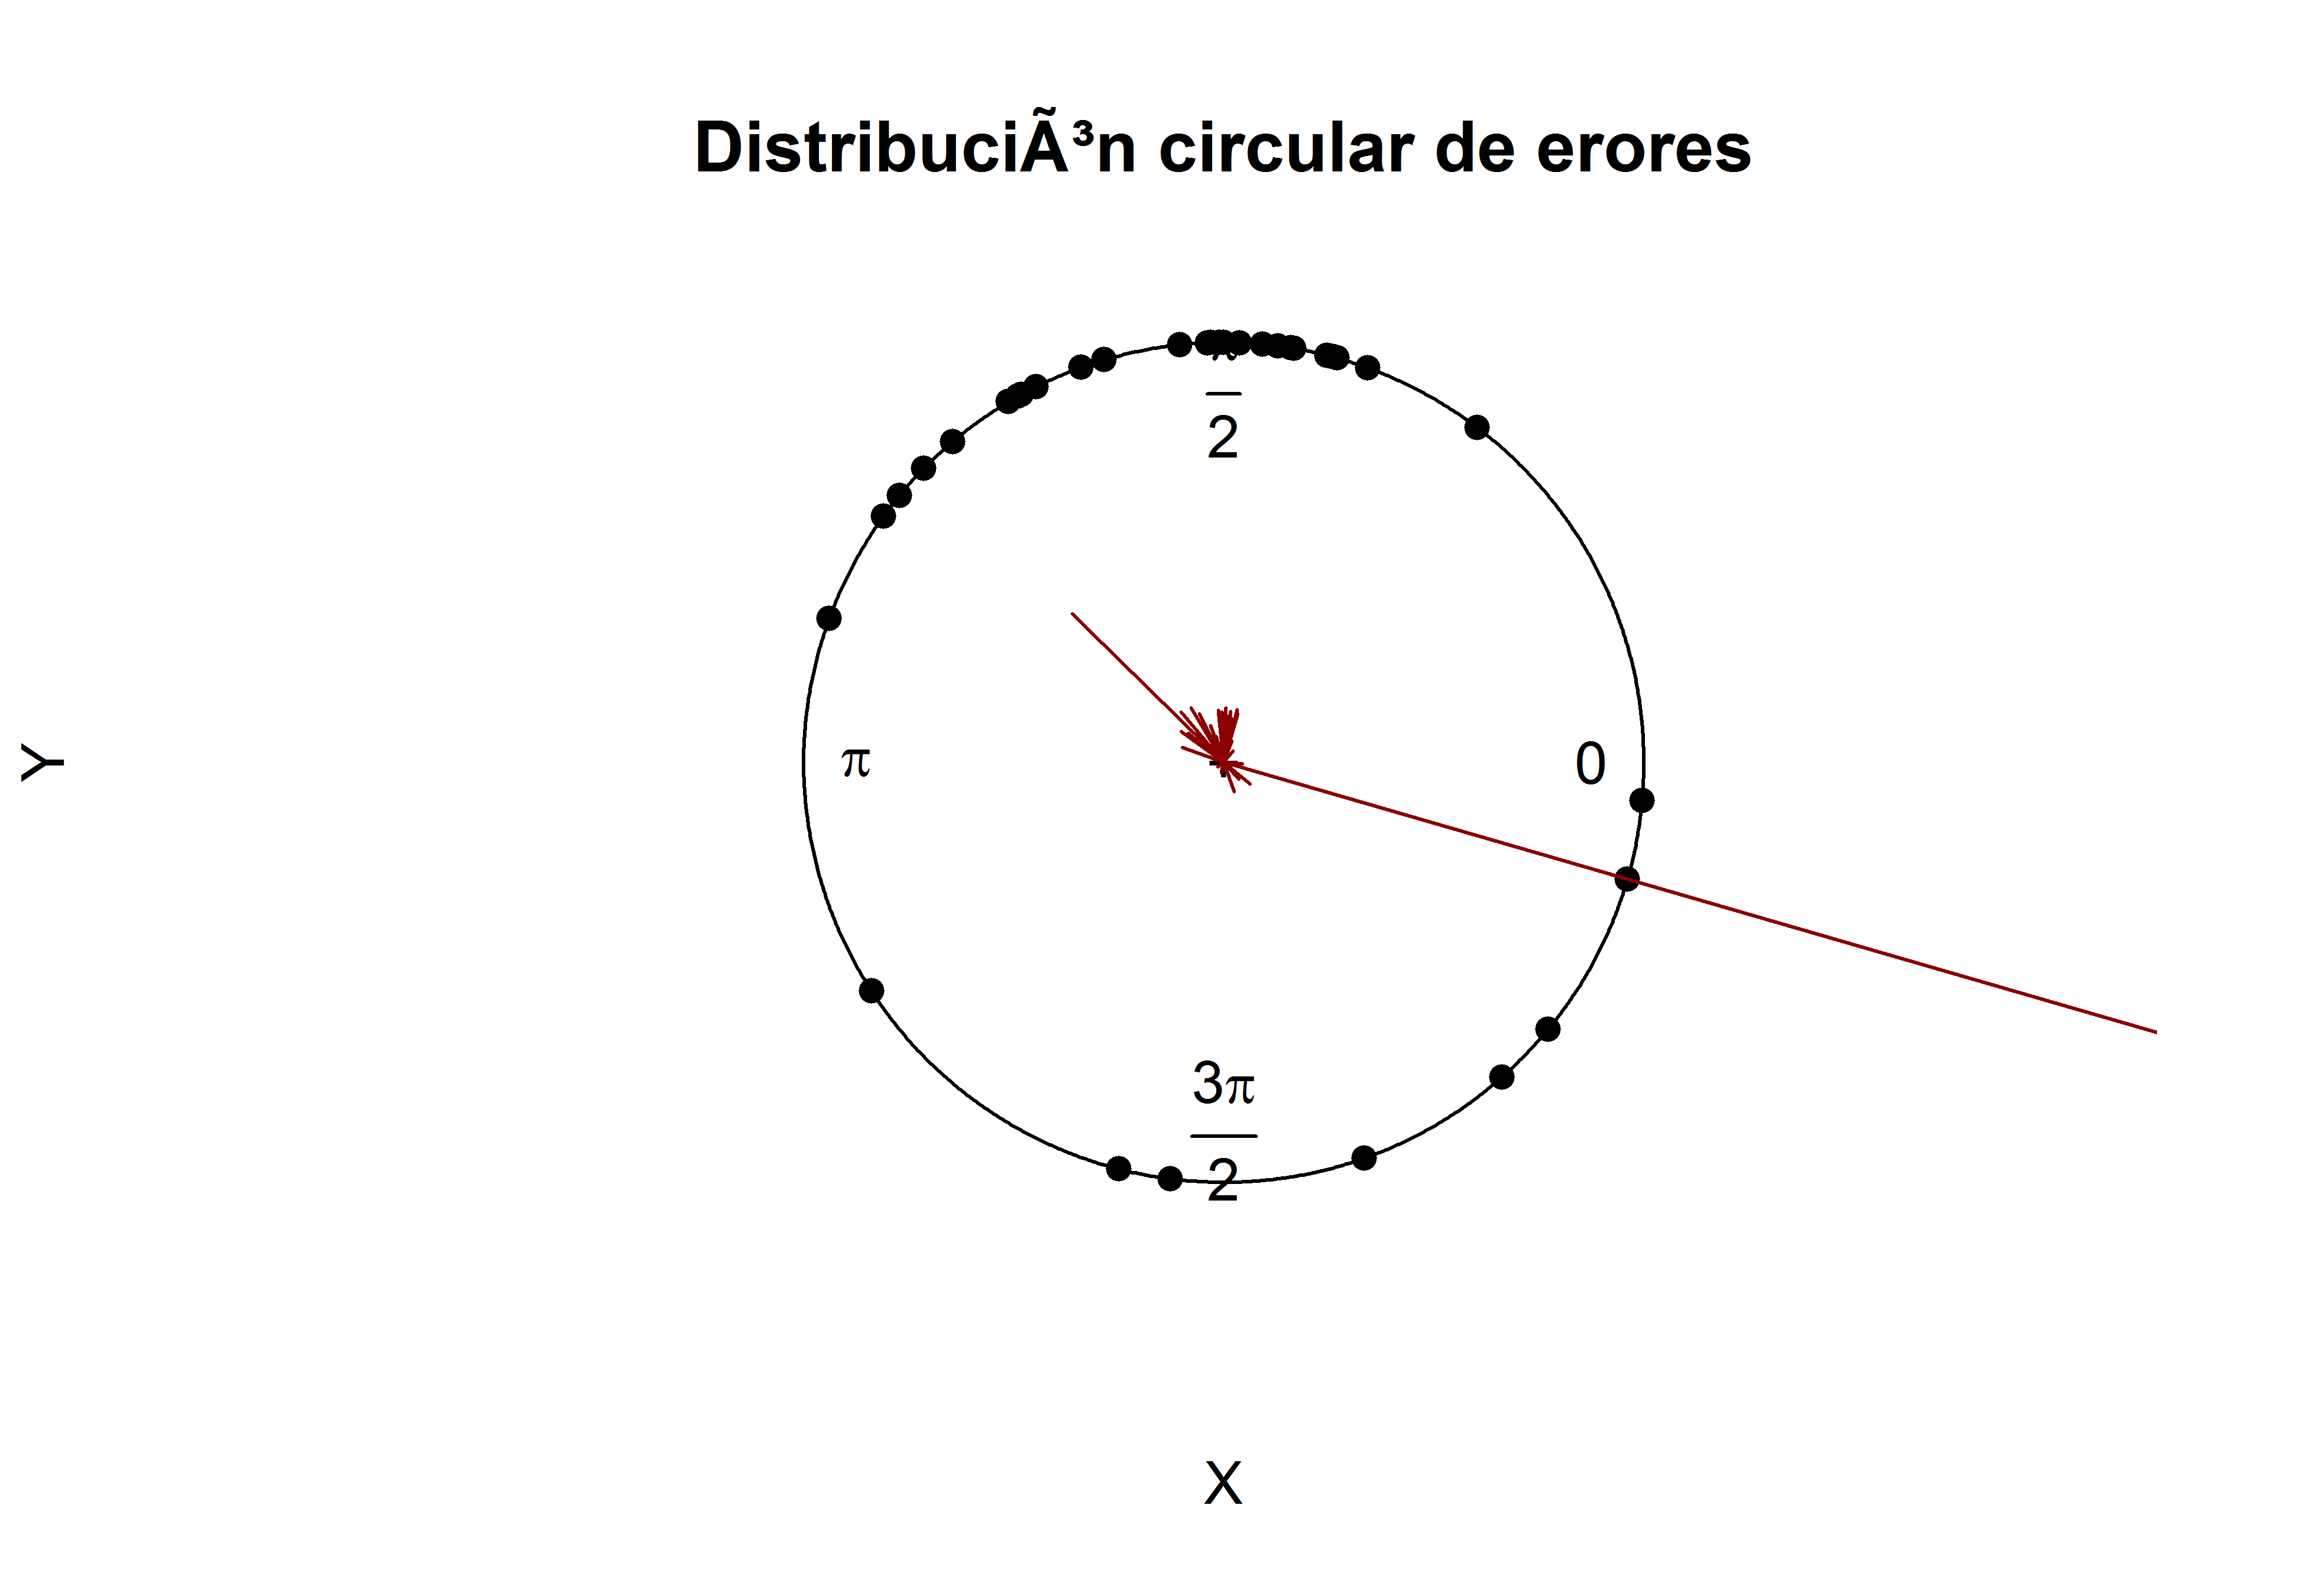 DistribuciÃ³n circular de erores
π
2
Y
π
0
3π
2
X